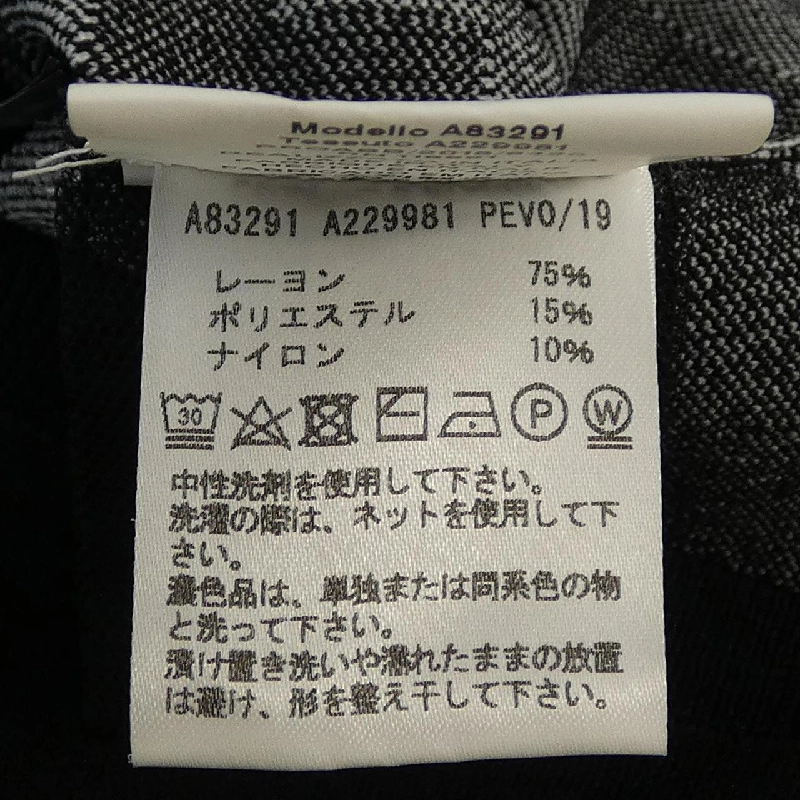 Modello A83291
Tessuto A229981
A83291 A229981 PEVO/19
レーヨン 75%
ポリエステル 15%
ナイロン 10%
30 P W
中性洗剤を使用して下さい。
洗濯の際は、ネットを使用して下
さい。
濃色品は、単独または同系色の物
と洗って下さい。
漬け置き洗いや濡れたままの放置
は避け、形を整え干して下さい。